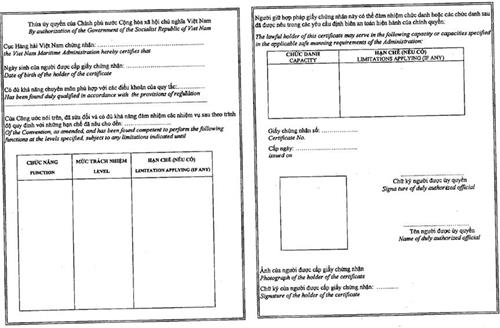 Thừa ủy quyền của Chính phủ nước Cộng hòa xã hội chủ nghĩa Việt Nam
By authorization of the Government of the Socialist Republic of Viet Nam
Cục Hàng hải Việt Nam chứng nhận: ....................
the Viet Nam Maritime Administration hereby certifies that
Ngày sinh của người được cấp giấy chứng nhận: ....................
Date of birth of the holder of the certificate
Có đủ khả năng chuyên môn phù hợp với các điều khoản của quy tắc:....................
Has been found duly qualified in accordance with the provisions of regulation
Của Công ước nói trên, đã sửa đổi và có đủ khả năng đảm nhiệm các nhiệm vụ sau theo trình
độ quy định với những hạn chế đã nêu cho đến: ....................
Of the Convention, as amended, and has been found competent to perform the following
functions at the levels specified, subject to any limitations indicated until
CHỨC NĂNG
FUNCTION
MỨC TRÁCH NHIỆM
LEVEL
HẠN CHẾ (NẾU CÓ)
LIMITATION APPLYING (IF ANY)
Người giữ hợp pháp giấy chứng nhận này có thể đảm nhiệm chức danh hoặc các chức danh sau
đã được nêu trong các yêu cầu định biên an toàn hiện hành của chính quyền:
The lawful holder of this certificate may serve in the following capacity or capacities specified
in the applicable safe manning requirements of the Administration:
CHỨC DANH
CAPACITY
HẠN CHẾ (NẾU CÓ)
LIMITATIONS APPLYING (IF ANY)
Giấy chứng nhận số: ....................
Certificate No.
Cấp ngày: ....................
issued on
Chữ ký người được ủy quyền
Signature of duly authorized official
Tên người được ủy quyền
Name of duly authorized official
Ảnh của người được cấp giấy chứng nhận
Photograph of the holder of the certificate
Chữ ký của người được cấp giấy chứng nhận: ..........
Signature of the holder of the certificate